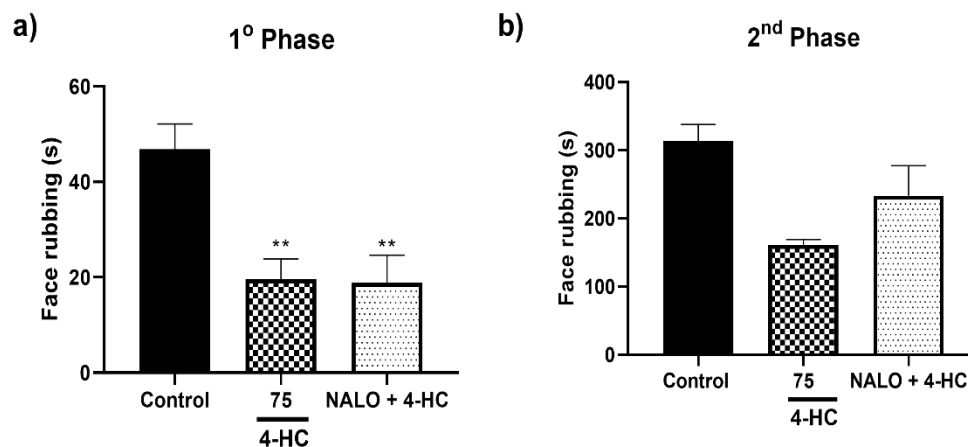 a)
1º Phase
Face rubbing (s)
60
40
20
0
**
**
Control
75
NALO + 4-HC
4-HC
b)
2nd Phase
Face rubbing (s)
400
300
200
100
0
Control
75
NALO + 4-HC
4-HC